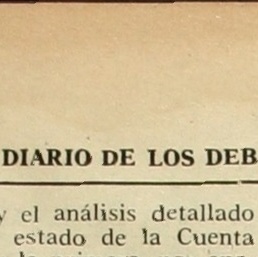 DIARIO DE LOS DEB
y el análisis detallado
estado de la Cuenta